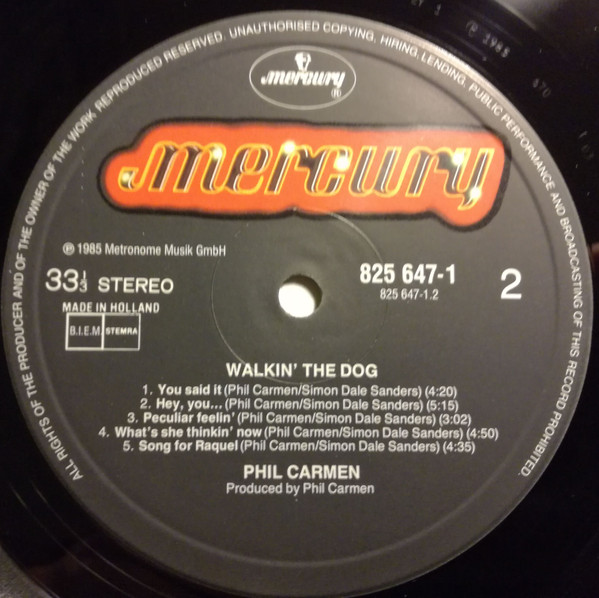 ALL RIGHTS OF THE PRODUCER AND OF THE OWNER OF THE WORK REPRODUCED RESERVED. UNAUTHORISED COPYING, HIRING, LENDING, PUBLIC PERFORMANCE AND BROADCASTING OF THIS RECORD PROHIBITED.
mercury®
mercury
℗ 1985 Metronome Musik GmbH
33⅓ STEREO
825 647-1
825 647-1.2
2
MADE IN HOLLAND
B.I.E.M. STEMRA
WALKIN' THE DOG
1. You said it (Phil Carmen/Simon Dale Sanders) (4:20)
2. Hey, you... (Phil Carmen/Simon Dale Sanders) (5:15)
3. Peculiar feelin' (Phil Carmen/Simon Dale Sanders) (3:02)
4. What's she thinkin' now (Phil Carmen/Simon Dale Sanders) (4:50)
5. Song for Raquel (Phil Carmen/Simon Dale Sanders) (4:35)
PHIL CARMEN
Produced by Phil Carmen
℗ 1985